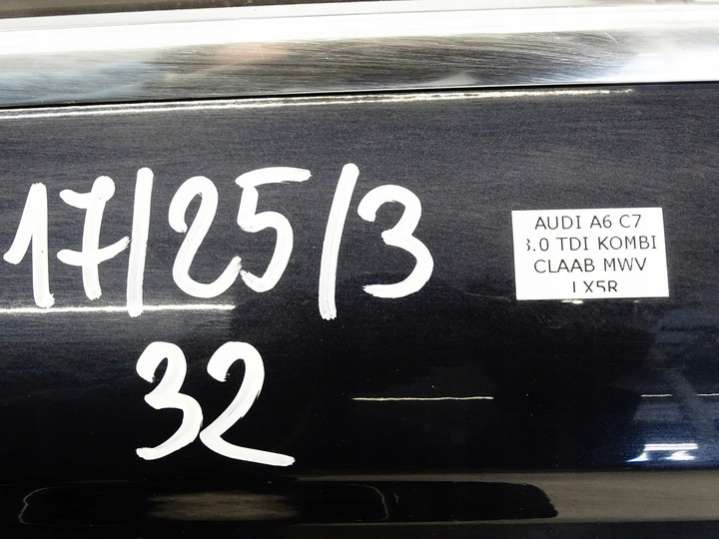 17/25/3
32
AUDI A6 C7
3.0 TDI KOMBI
CLAAB MWV
LX5R